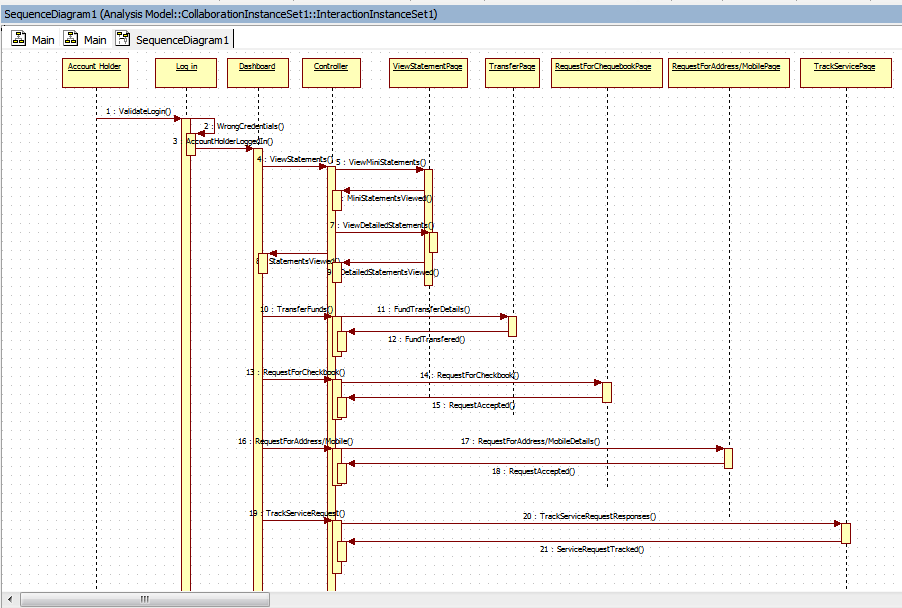 SequenceDiagram1 (Analysis Model::CollaborationInstanceSet1::InteractionInstanceSet1)
Main Main SequenceDiagram1
Account Holder Log in Dashboard Controller ViewStatementPage TransferPage RequestForChequebookPage RequestForAddress/MobilePage TrackServicePage
1 : ValidateLogin()
2 : WrongCredentials()
3 AccountHolderLoggedIn()
4 : ViewStatements() 5 : ViewMiniStatements()
: MiniStatementsViewed()
7 : ViewDetailedStatements()
8 StatementsViewed()
9 DetailedStatementsViewed()
10 : TransferFunds() 11 : FundTransferDetails()
12 : FundTransfered()
13 : RequestForCheckbook() 14 : RequestForCheckbook()
15 : RequestAccepted()
16 : RequestForAddress/Mobile() 17 : RequestForAddress/MobileDetails()
18 : RequestAccepted()
19 : TrackServiceRequest() 20 : TrackServiceRequestResponses()
21 : ServiceRequestTracked()